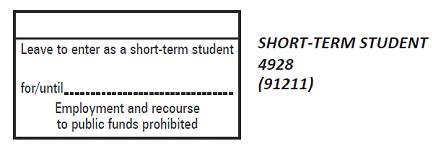 Leave to enter as a short-term student
for/until
Employment and recourse
to public funds prohibited
SHORT-TERM STUDENT
4928
(91211)